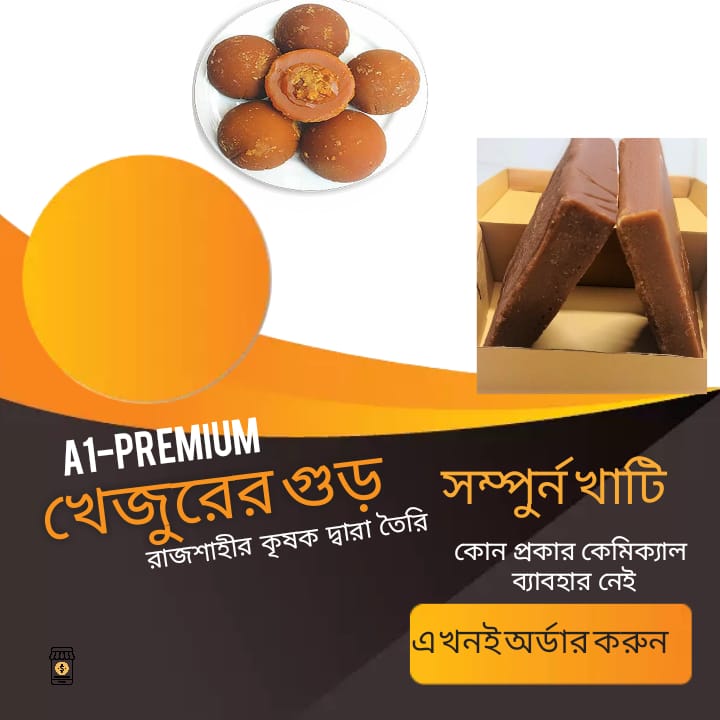 A1-PREMIUM
খেজুরের গুড়
রাজশাহীর কৃষক দ্বারা তৈরি
সম্পুর্ন খাটি
কোন প্রকার কেমিক্যাল
ব্যাবহার নেই
এখনই অর্ডার করুন